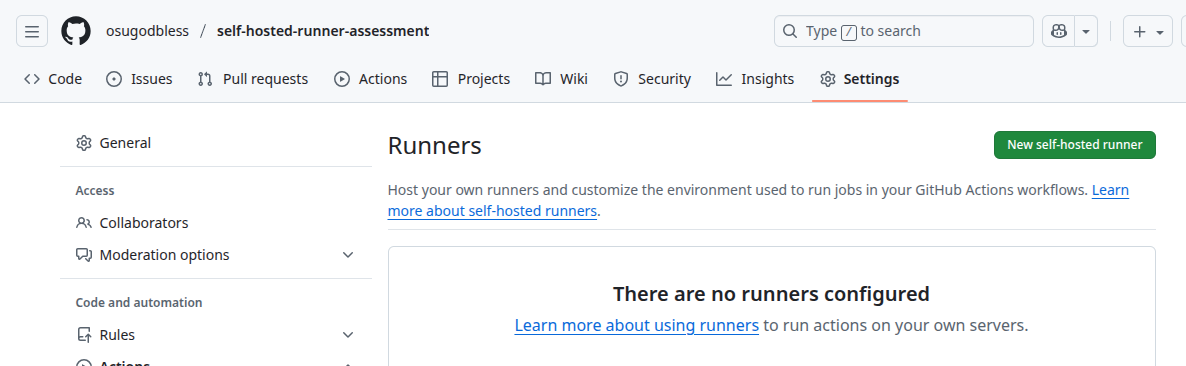 osugodbless / self-hosted-runner-assessment
Type / to search
Code Issues Pull requests Actions Projects Wiki Security Insights Settings
General
Access
Collaborators
Moderation options
Code and automation
Rules
Actions
Runners
New self-hosted runner
Host your own runners and customize the environment used to run jobs in your GitHub Actions workflows. Learn
more about self-hosted runners.
There are no runners configured
Learn more about using runners to run actions on your own servers.